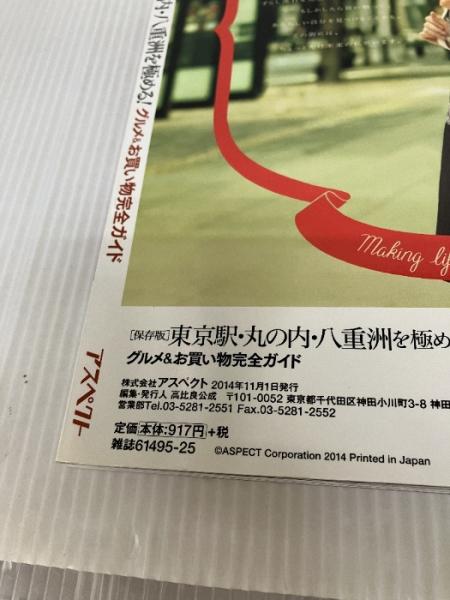 内・八重洲を極める！グルメ&お買い物完全ガイド
アスペクト
Making li
[保存版]東京駅・丸の内・八重洲を極め
グルメ&お買い物完全ガイド
株式会社アスペクト 2014年11月1日発行
編集・発行人 高比良公成 〒101-0052 東京都千代田区神田小川町3-8 神田
営業部Tel.03-5281-2551 Fax.03-5281-2552
定価 本体:917円 +税
雑誌61495-25
©ASPECT Corporation 2014 Printed in Japan